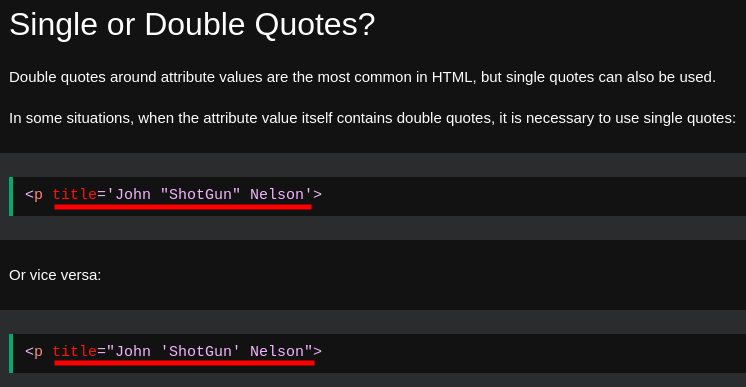 Single or Double Quotes?
Double quotes around attribute values are the most common in HTML, but single quotes can also be used.
In some situations, when the attribute value itself contains double quotes, it is necessary to use single quotes:
<p title='John "ShotGun" Nelson'>
Or vice versa:
<p title="John 'ShotGun' Nelson">